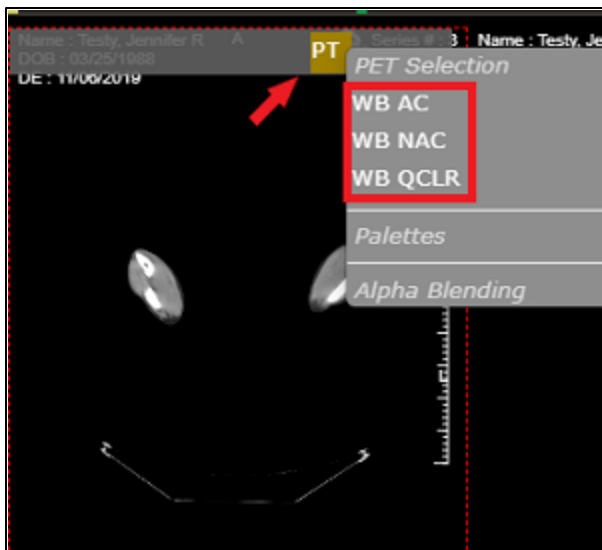 Name : Testy, Jennifer R A PT Series # : 3 Name : Testy, Je
DOB : 03/25/1988
DE : 11/06/2019
PET Selection
WB AC
WB NAC
WB QCLR
Palettes
Alpha Blending